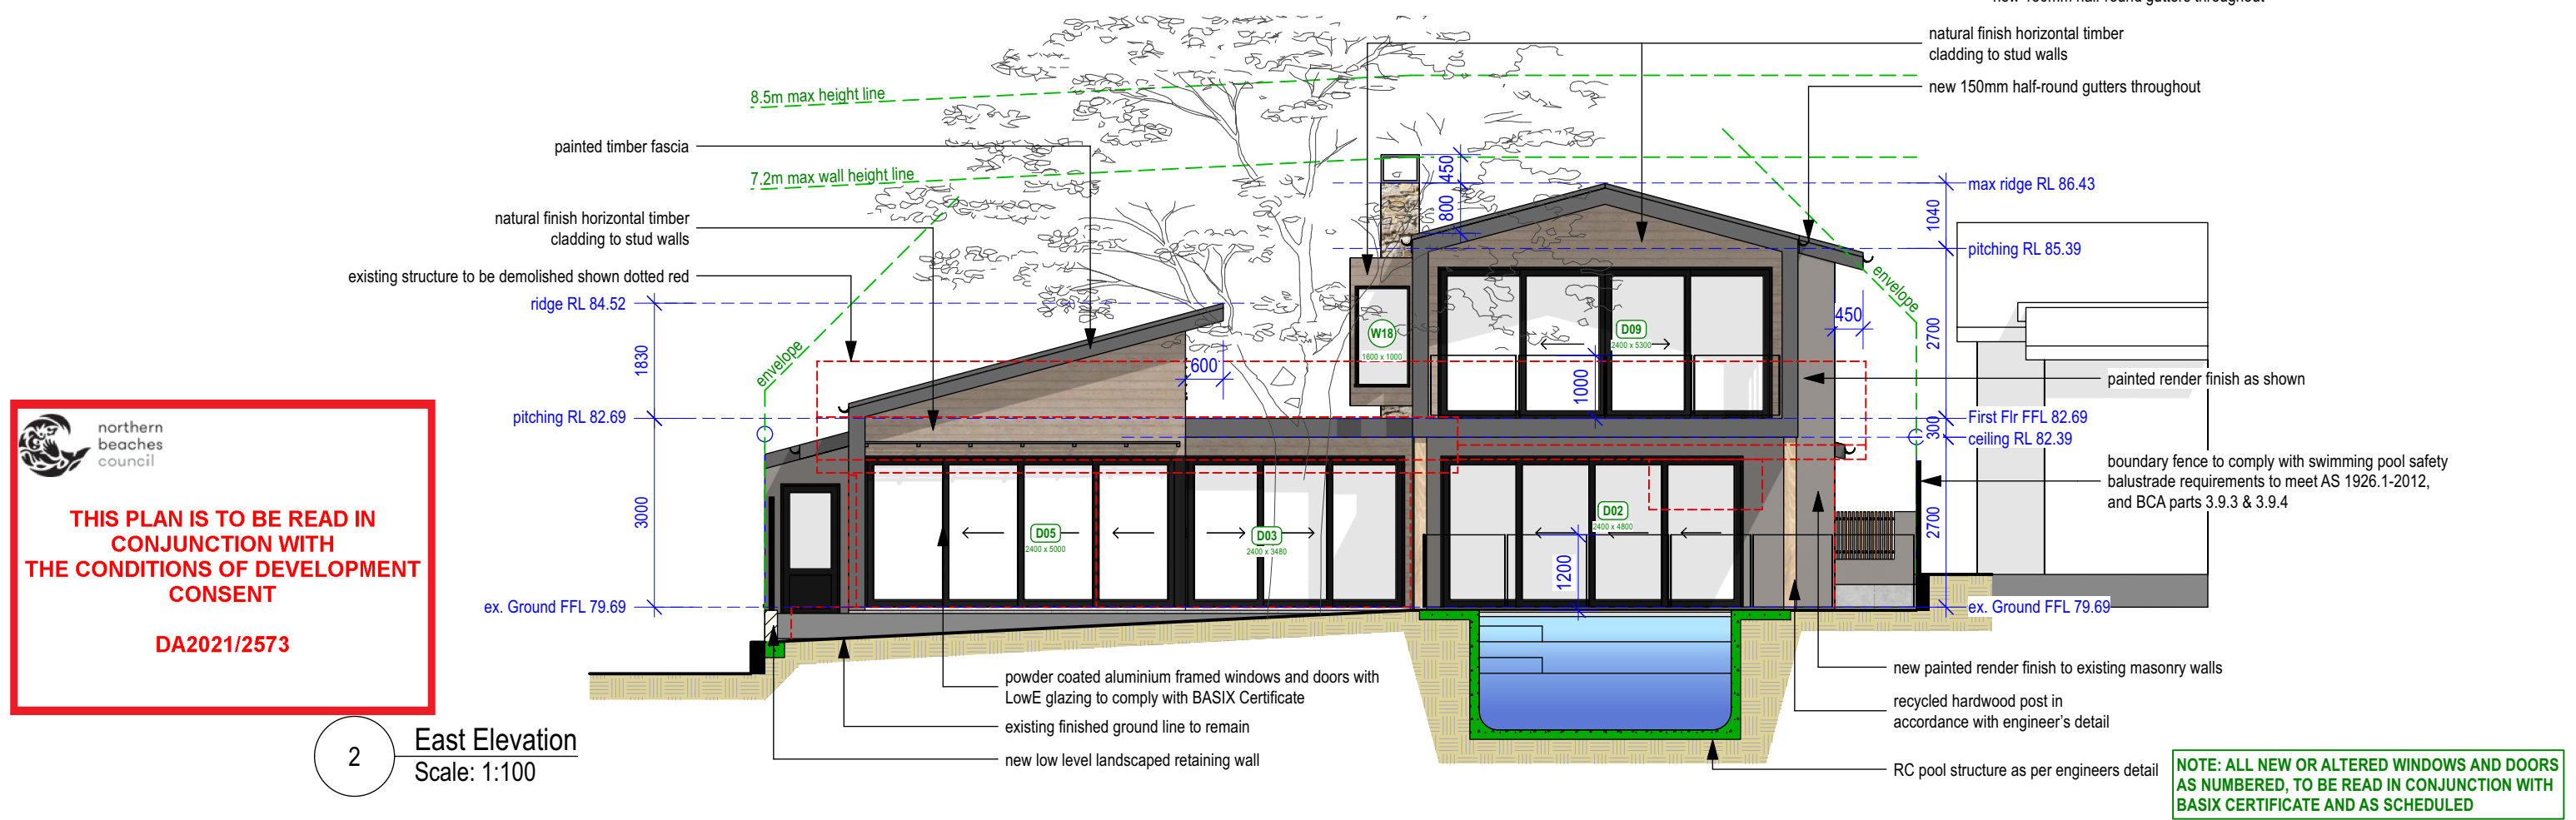 new 150mm half-round gutters throughout
natural finish horizontal timber
cladding to stud walls
new 150mm half-round gutters throughout
8.5m max height line
painted timber fascia
7.2m max wall height line
natural finish horizontal timber
cladding to stud walls
existing structure to be demolished shown dotted red
ridge RL 84.52
1830
pitching RL 82.69
3000
ex. Ground FFL 79.69
envelope
600
450
800
W18
1600 x 1000
D09
2400 x 5300
1000
450
envelope
max ridge RL 86.43
1040
pitching RL 85.39
2700
painted render finish as shown
First Flr FFL 82.69
300
ceiling RL 82.39
boundary fence to comply with swimming pool safety
balustrade requirements to meet AS 1926.1-2012,
and BCA parts 3.9.3 & 3.9.4
2700
ex. Ground FFL 79.69
D05
2400 x 5000
D03
2400 x 3480
D02
2400 x 4800
1200
northern
beaches
council
THIS PLAN IS TO BE READ IN
CONJUNCTION WITH
THE CONDITIONS OF DEVELOPMENT
CONSENT
DA2021/2573
powder coated aluminium framed windows and doors with
LowE glazing to comply with BASIX Certificate
existing finished ground line to remain
new low level landscaped retaining wall
new painted render finish to existing masonry walls
recycled hardwood post in
accordance with engineer's detail
RC pool structure as per engineers detail
2
East Elevation
Scale: 1:100
NOTE: ALL NEW OR ALTERED WINDOWS AND DOORS
AS NUMBERED, TO BE READ IN CONJUNCTION WITH
BASIX CERTIFICATE AND AS SCHEDULED